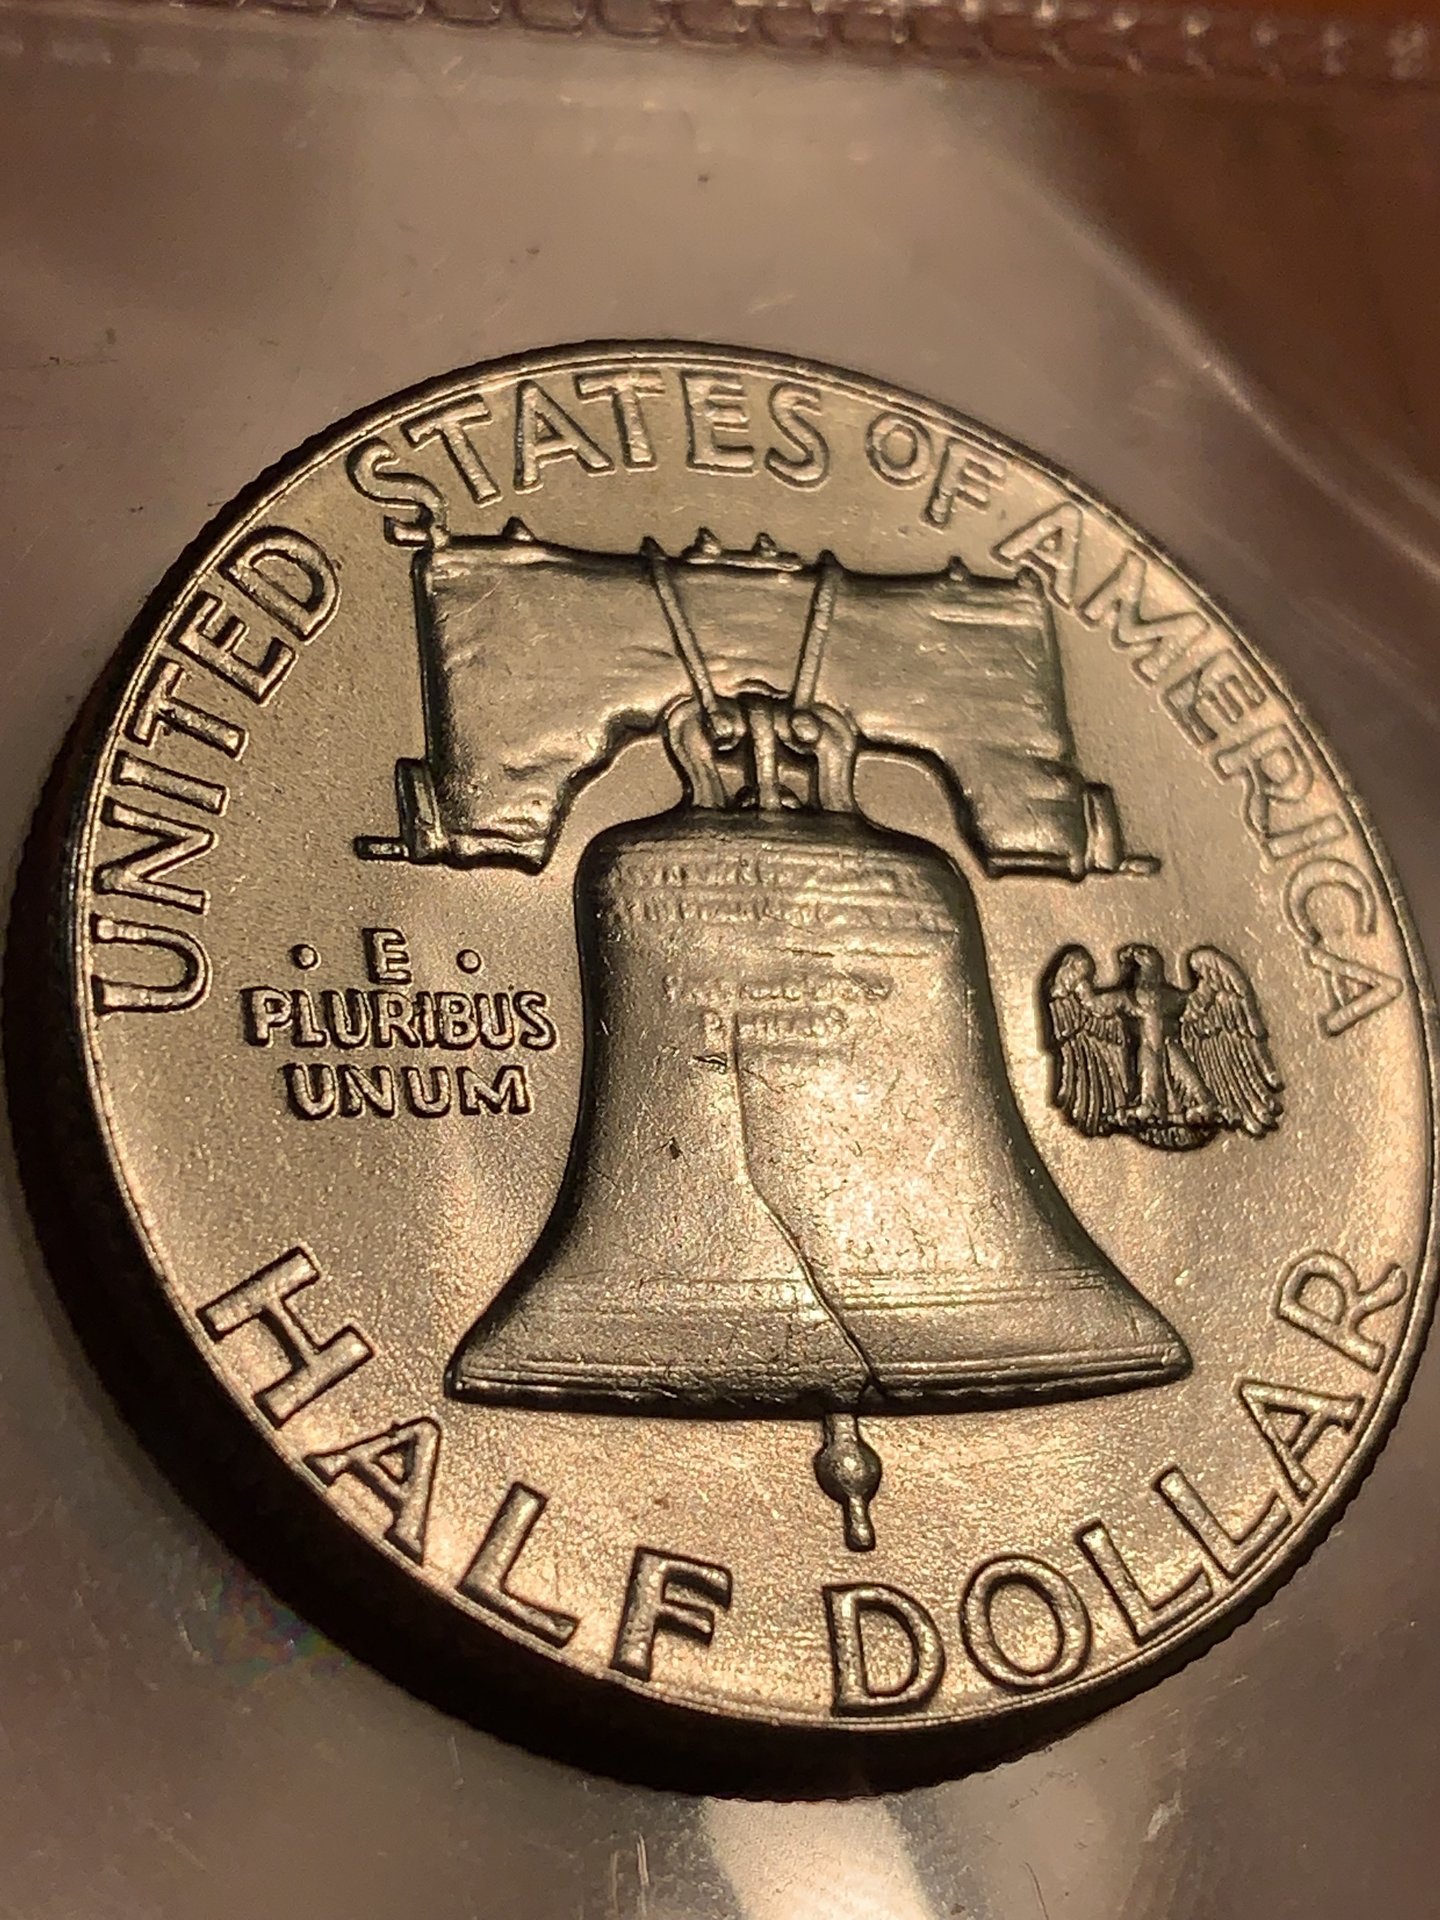 UNITED STATES OF AMERICA
· E ·
PLURIBUS
UNUM
HALF DOLLAR